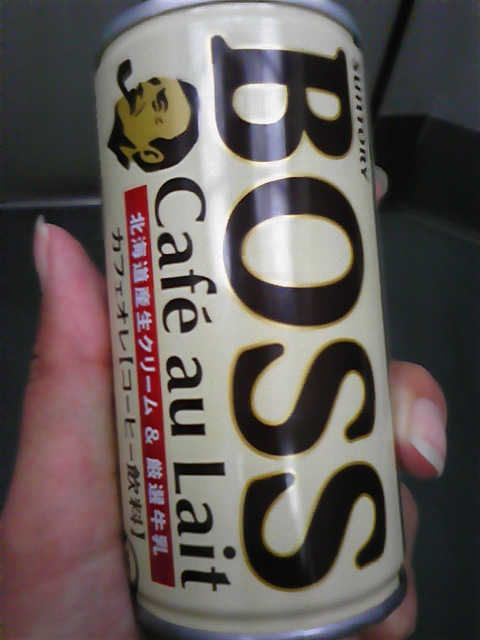 SUNTORY
BOSS
Café au Lait
北海道産生クリーム & 厳選牛乳
カフェオレ【コーヒー飲料】